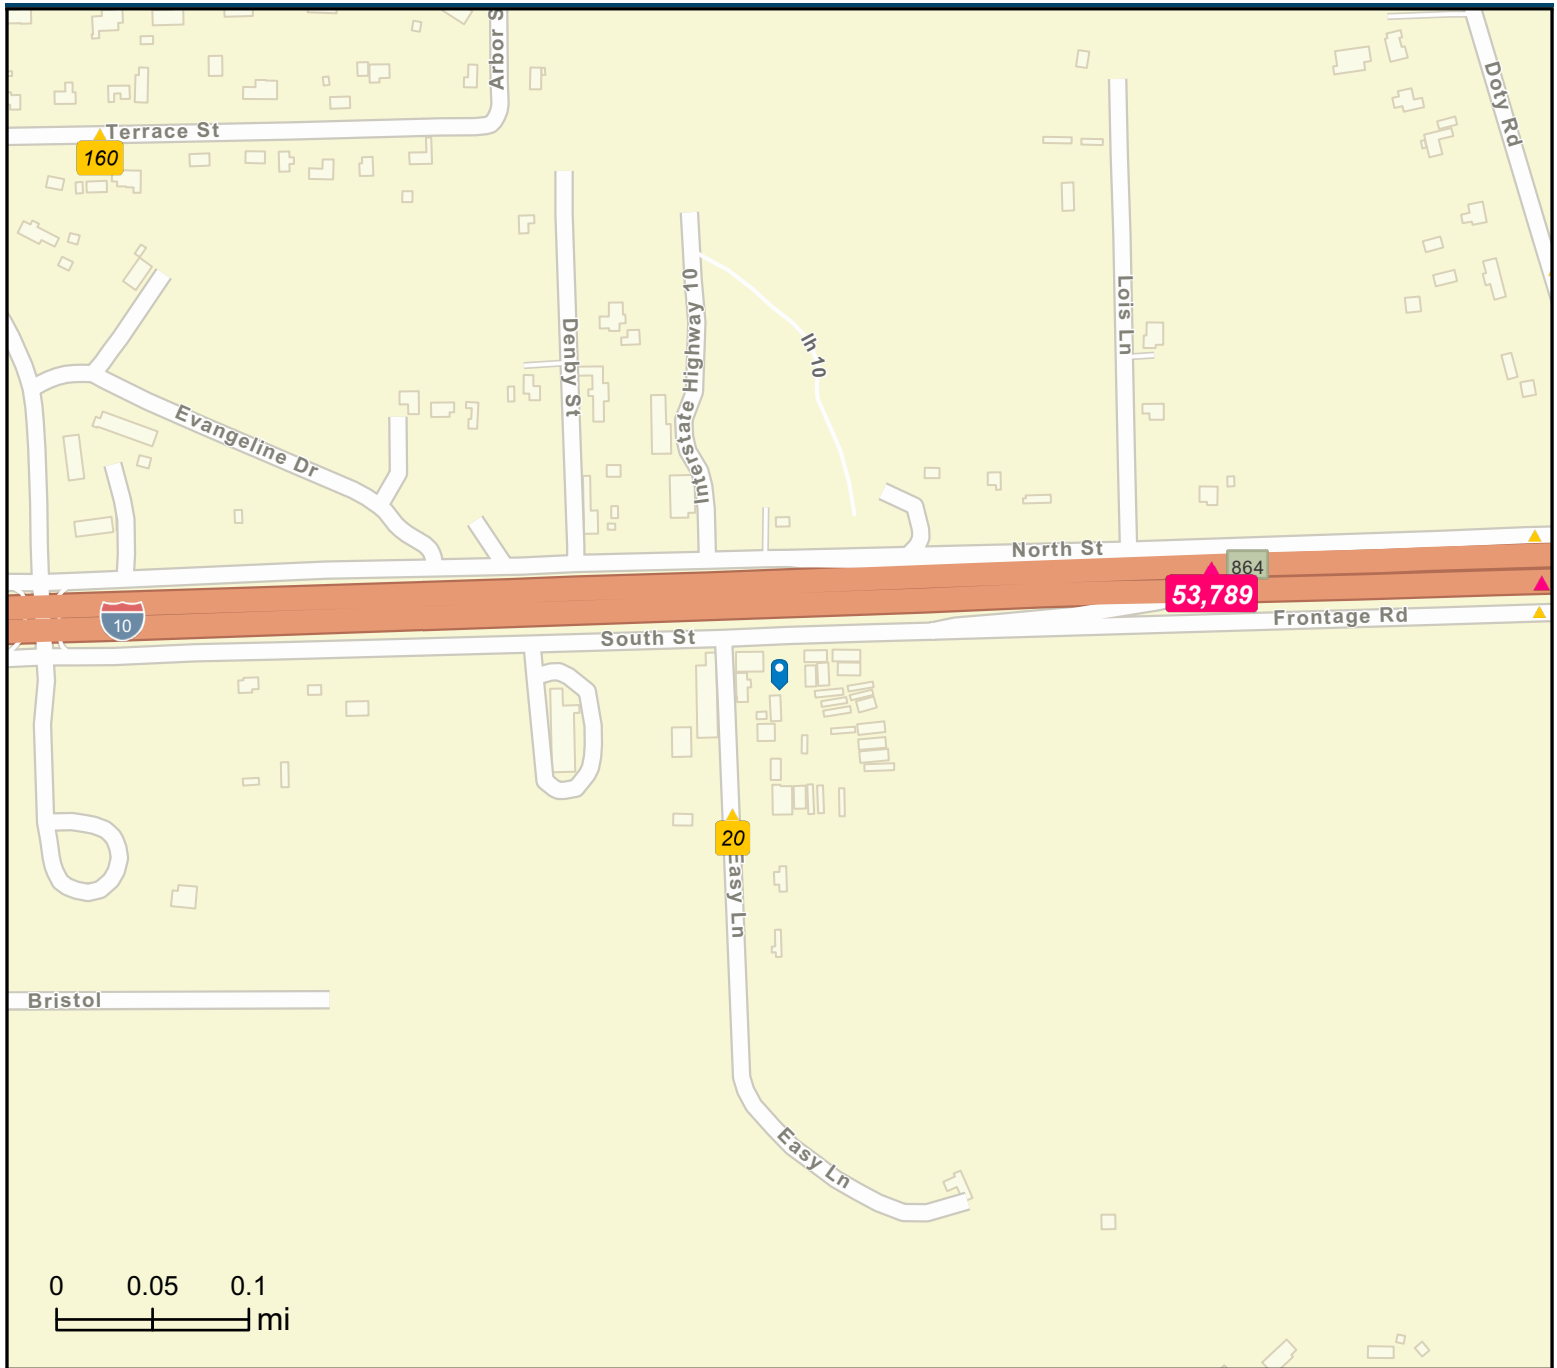 Arbor S
Terrace St
160
Doty Rd
Denby St
Interstate Highway 10
Ih 10
Lois Ln
Evangeline Dr
North St
864
53,789
10
South St
Frontage Rd
20
Easy Ln
Bristol
Easy Ln
0 0.05 0.1
mi